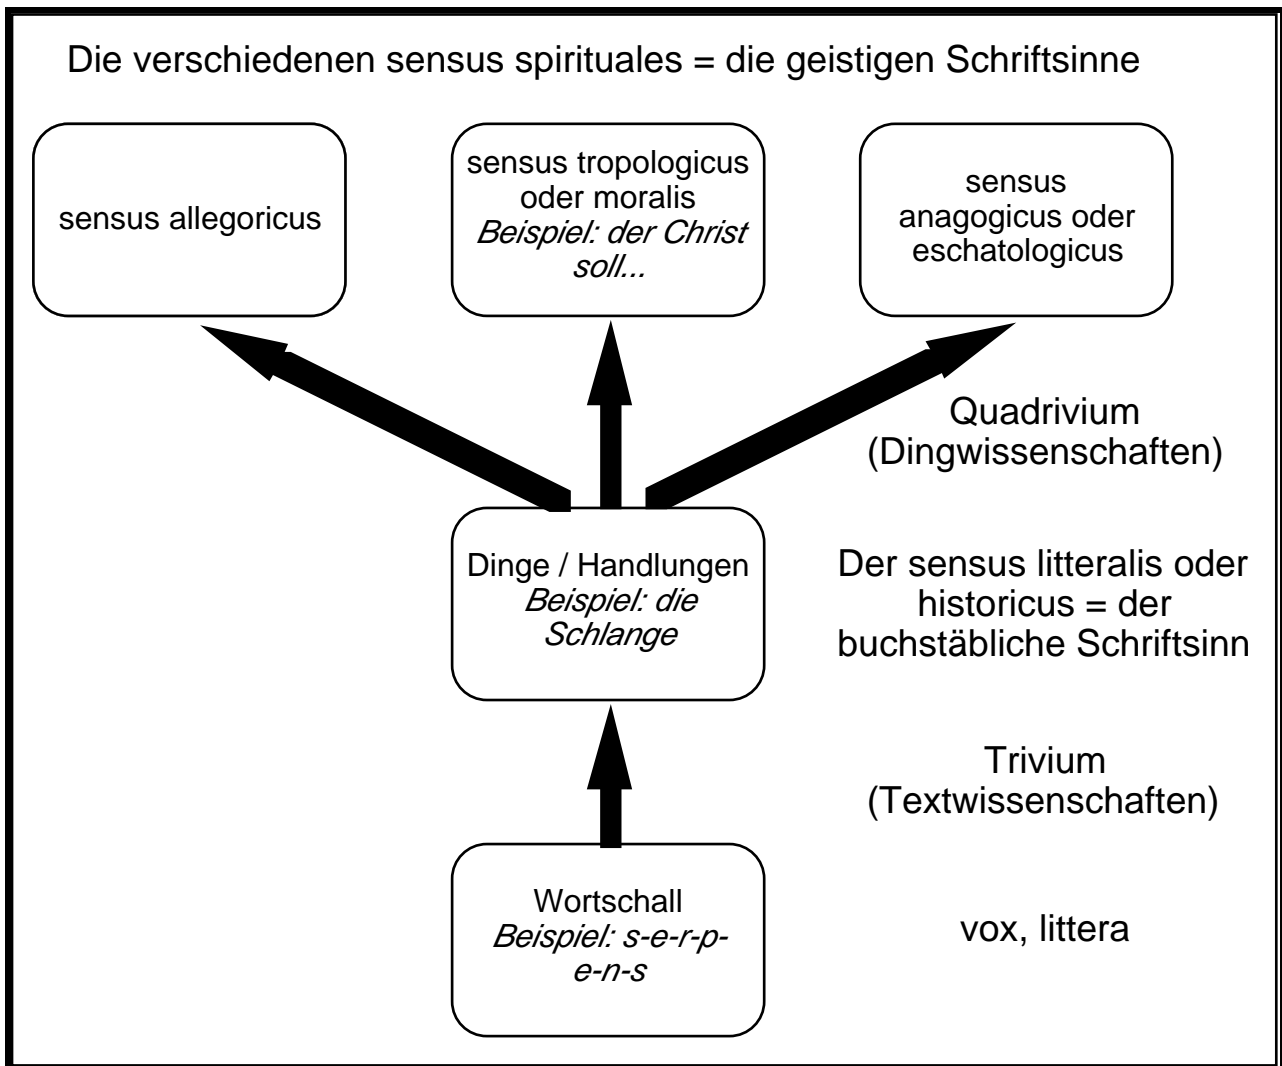 Die verschiedenen sensus spirituales = die geistigen Schriftsinne
sensus allegoricus
sensus tropologicus
oder moralis
Beispiel: der Christ
soll...
sensus
anagogicus oder
eschatologicus
Quadrivium
(Dingwissenschaften)
Dinge / Handlungen
Beispiel: die
Schlange
Der sensus litteralis oder
historicus = der
buchstäbliche Schriftsinn
Trivium
(Textwissenschaften)
Wortschall
Beispiel: s-e-r-p-
e-n-s
vox, littera